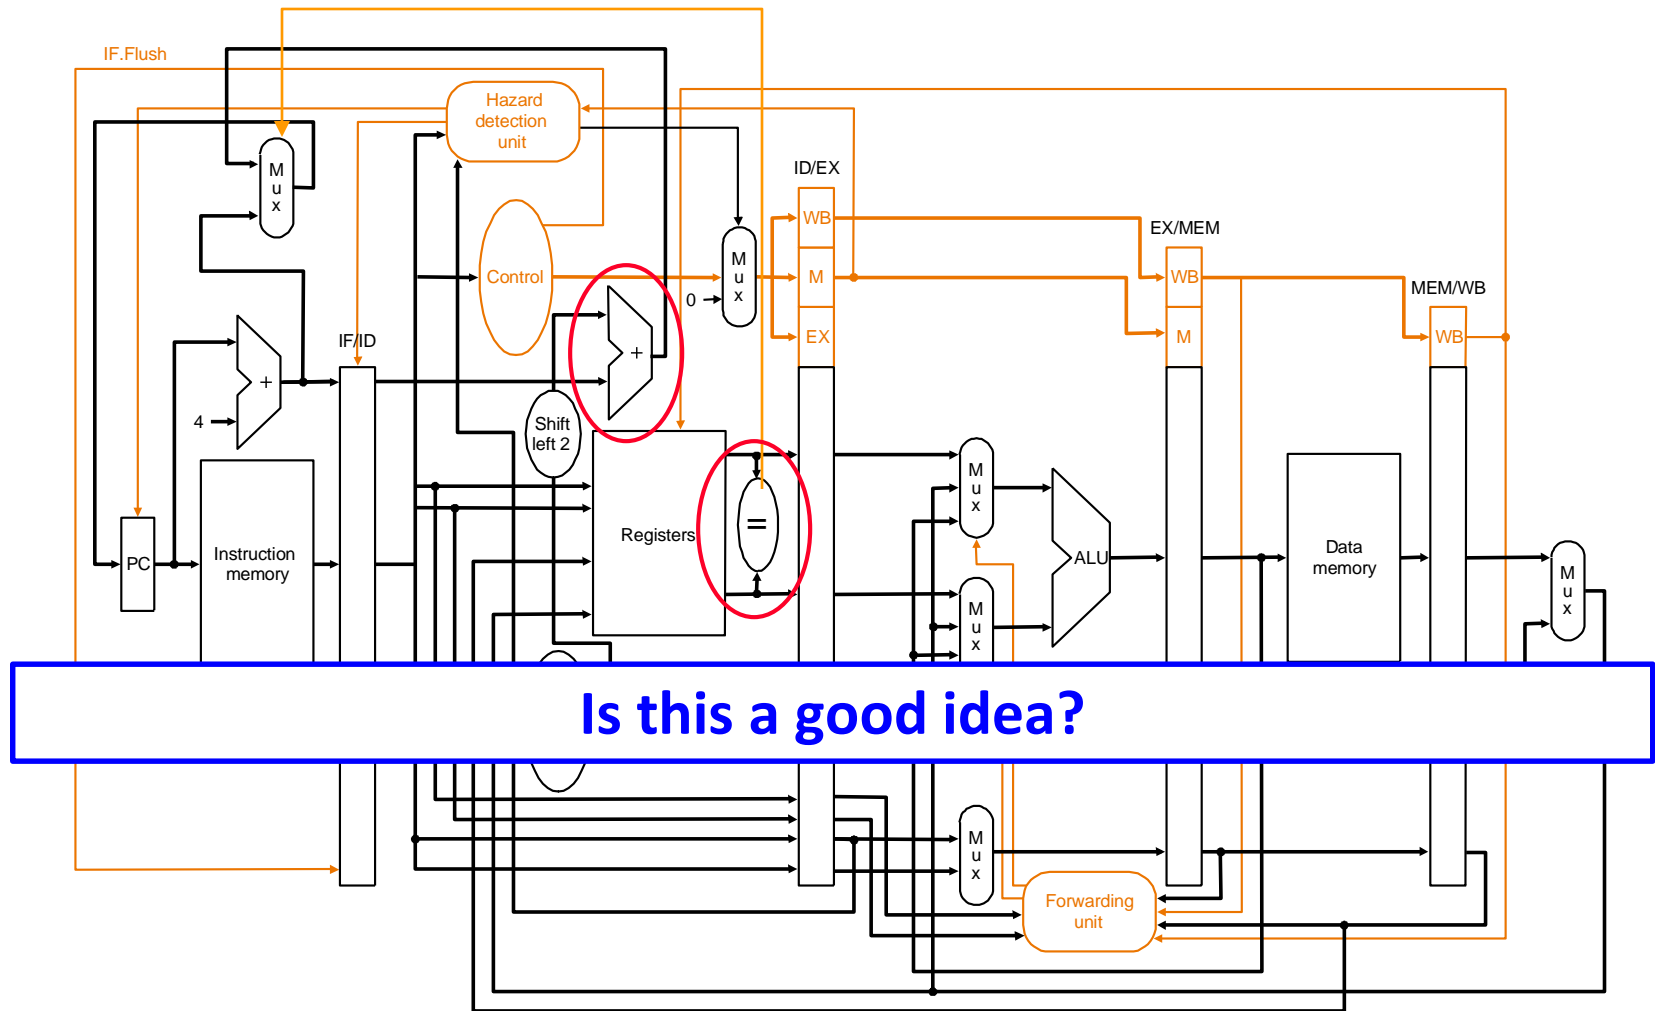 IF.Flush
Hazard
detection
unit
M
u
x
ID/EX
WB
EX/MEM
Control
M
u
x
M
WB
MEM/WB
0
IF/ID
EX
M
WB
+
+
4
Shift
left 2
M
u
x
=
Registers
PC
Instruction
memory
ALU
Data
memory
M
u
x
M
u
x
Is this a good idea?
M
u
x
Forwarding
unit